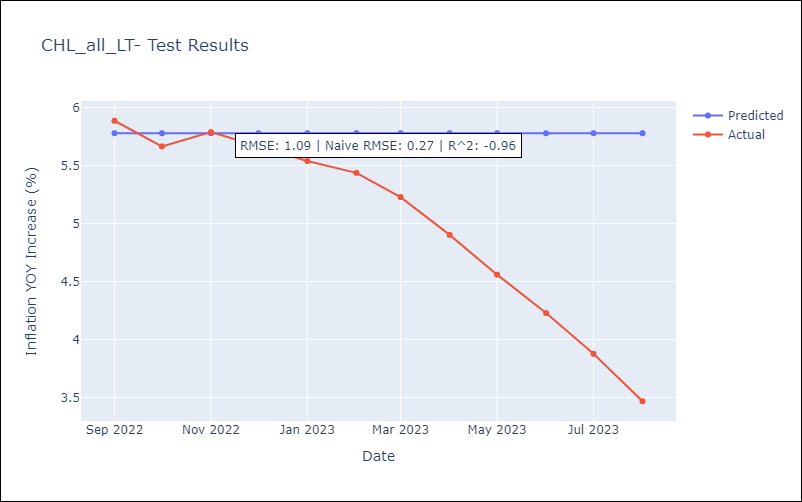 CHL_all_LT- Test Results
6
5.5
5
4.5
4
3.5
Inflation YOY Increase (%)
RMSE: 1.09 | Naive RMSE: 0.27 | R^2: -0.96
Predicted
Actual
Sep 2022
Nov 2022
Jan 2023
Mar 2023
May 2023
Jul 2023
Date